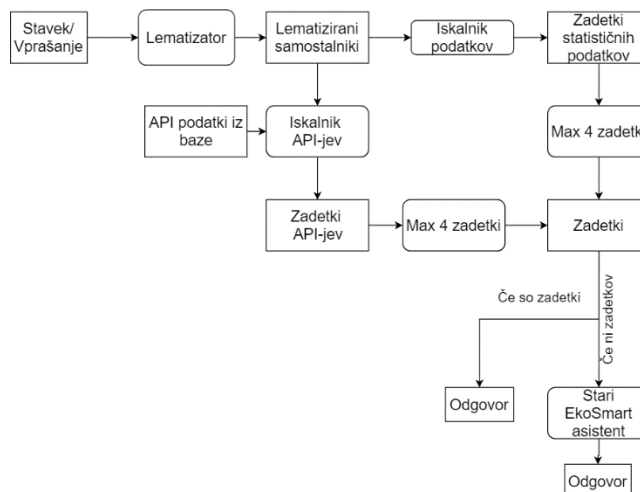 Stavek/
Vprašanje
Lematizator
Lematizirani
samostalniki
Iskalnik
podatkov
Zadetki
statističnih
podatkov
API podatki iz
baze
Iskalnik
API-jev
Max 4 zadetk
Zadetki
API-jev
Max 4 zadetki
Zadetki
Če so zadetki
Če ni zadetkov
Odgovor
Stari
EkoSmart
asistent
Odgovor